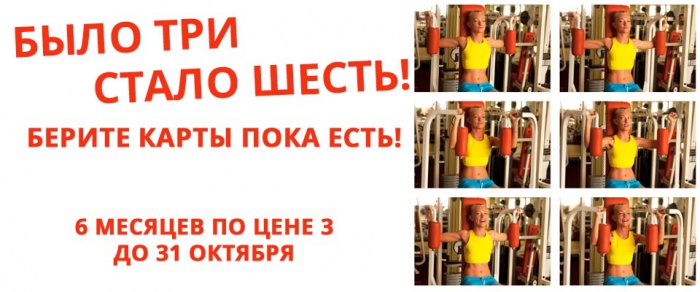 БЫЛО ТРИ
СТАЛО ШЕСТЬ!
БЕРИТЕ КАРТЫ ПОКА ЕСТЬ!
6 МЕСЯЦЕВ ПО ЦЕНЕ 3
ДО 31 ОКТЯБРЯ